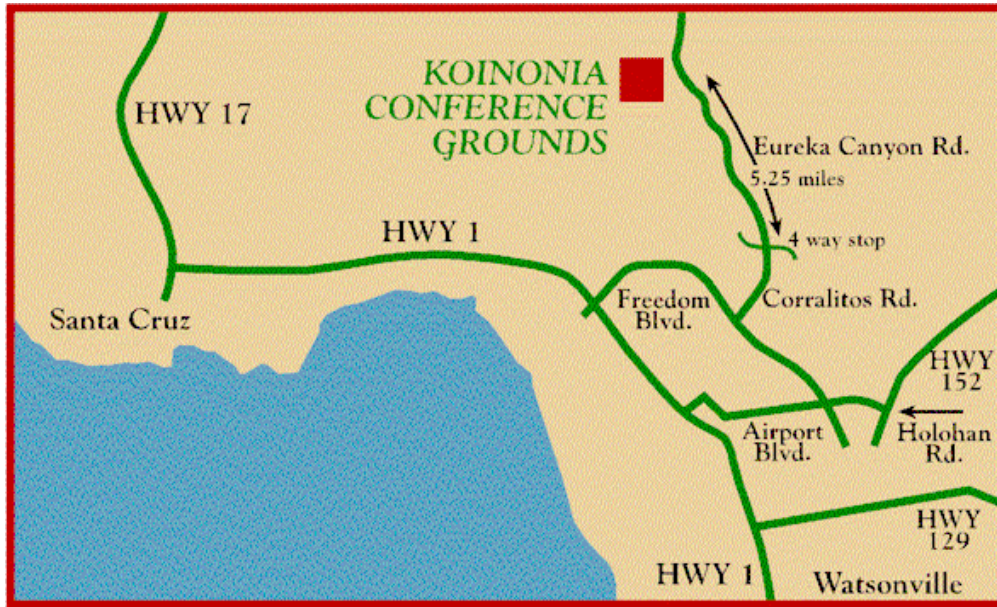 KOINONIA
CONFERENCE
GROUNDS
HWY 17
Eureka Canyon Rd.
5.25 miles
HWY 1
4 way stop
Santa Cruz
Freedom
Blvd.
Corralitos Rd.
HWY
152
Airport
Blvd.
Holohan
Rd.
HWY
129
HWY 1
Watsonville